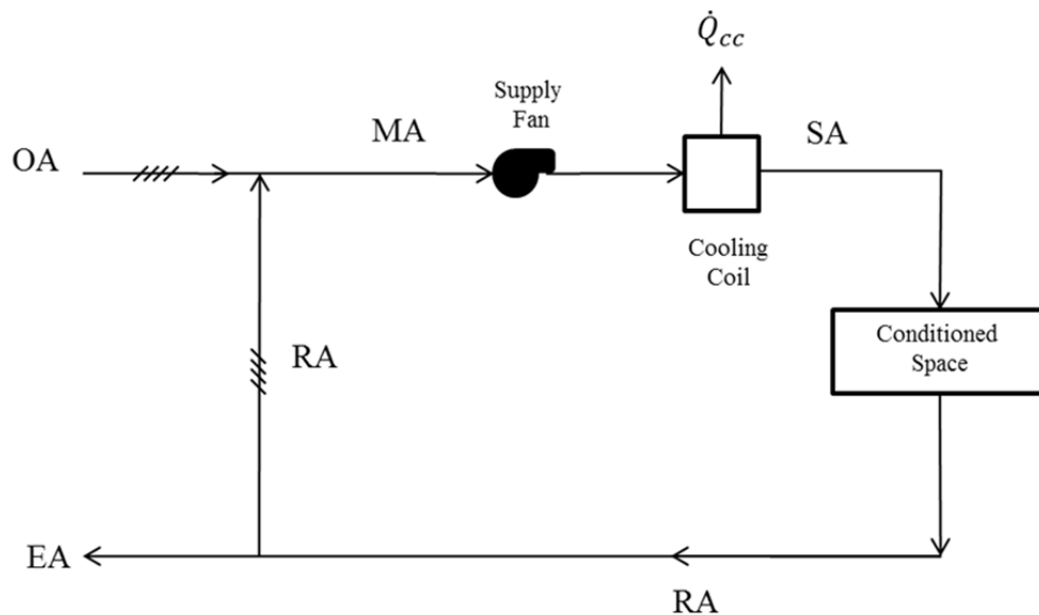 Q̇cc
Supply
Fan
MA
SA
OA
Cooling
Coil
Conditioned
Space
RA
EA
RA